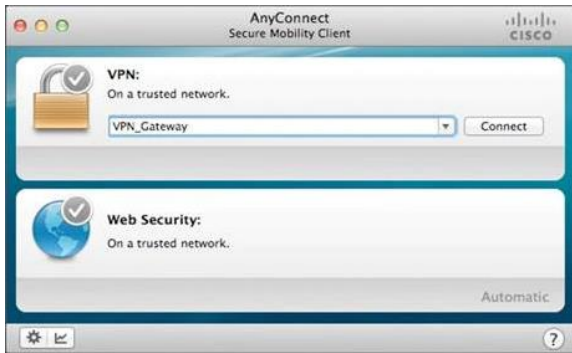 AnyConnect
Secure Mobility Client
CISCO
VPN:
On a trusted network.
VPN_Gateway
Connect
Web Security:
On a trusted network.
Automatic
?